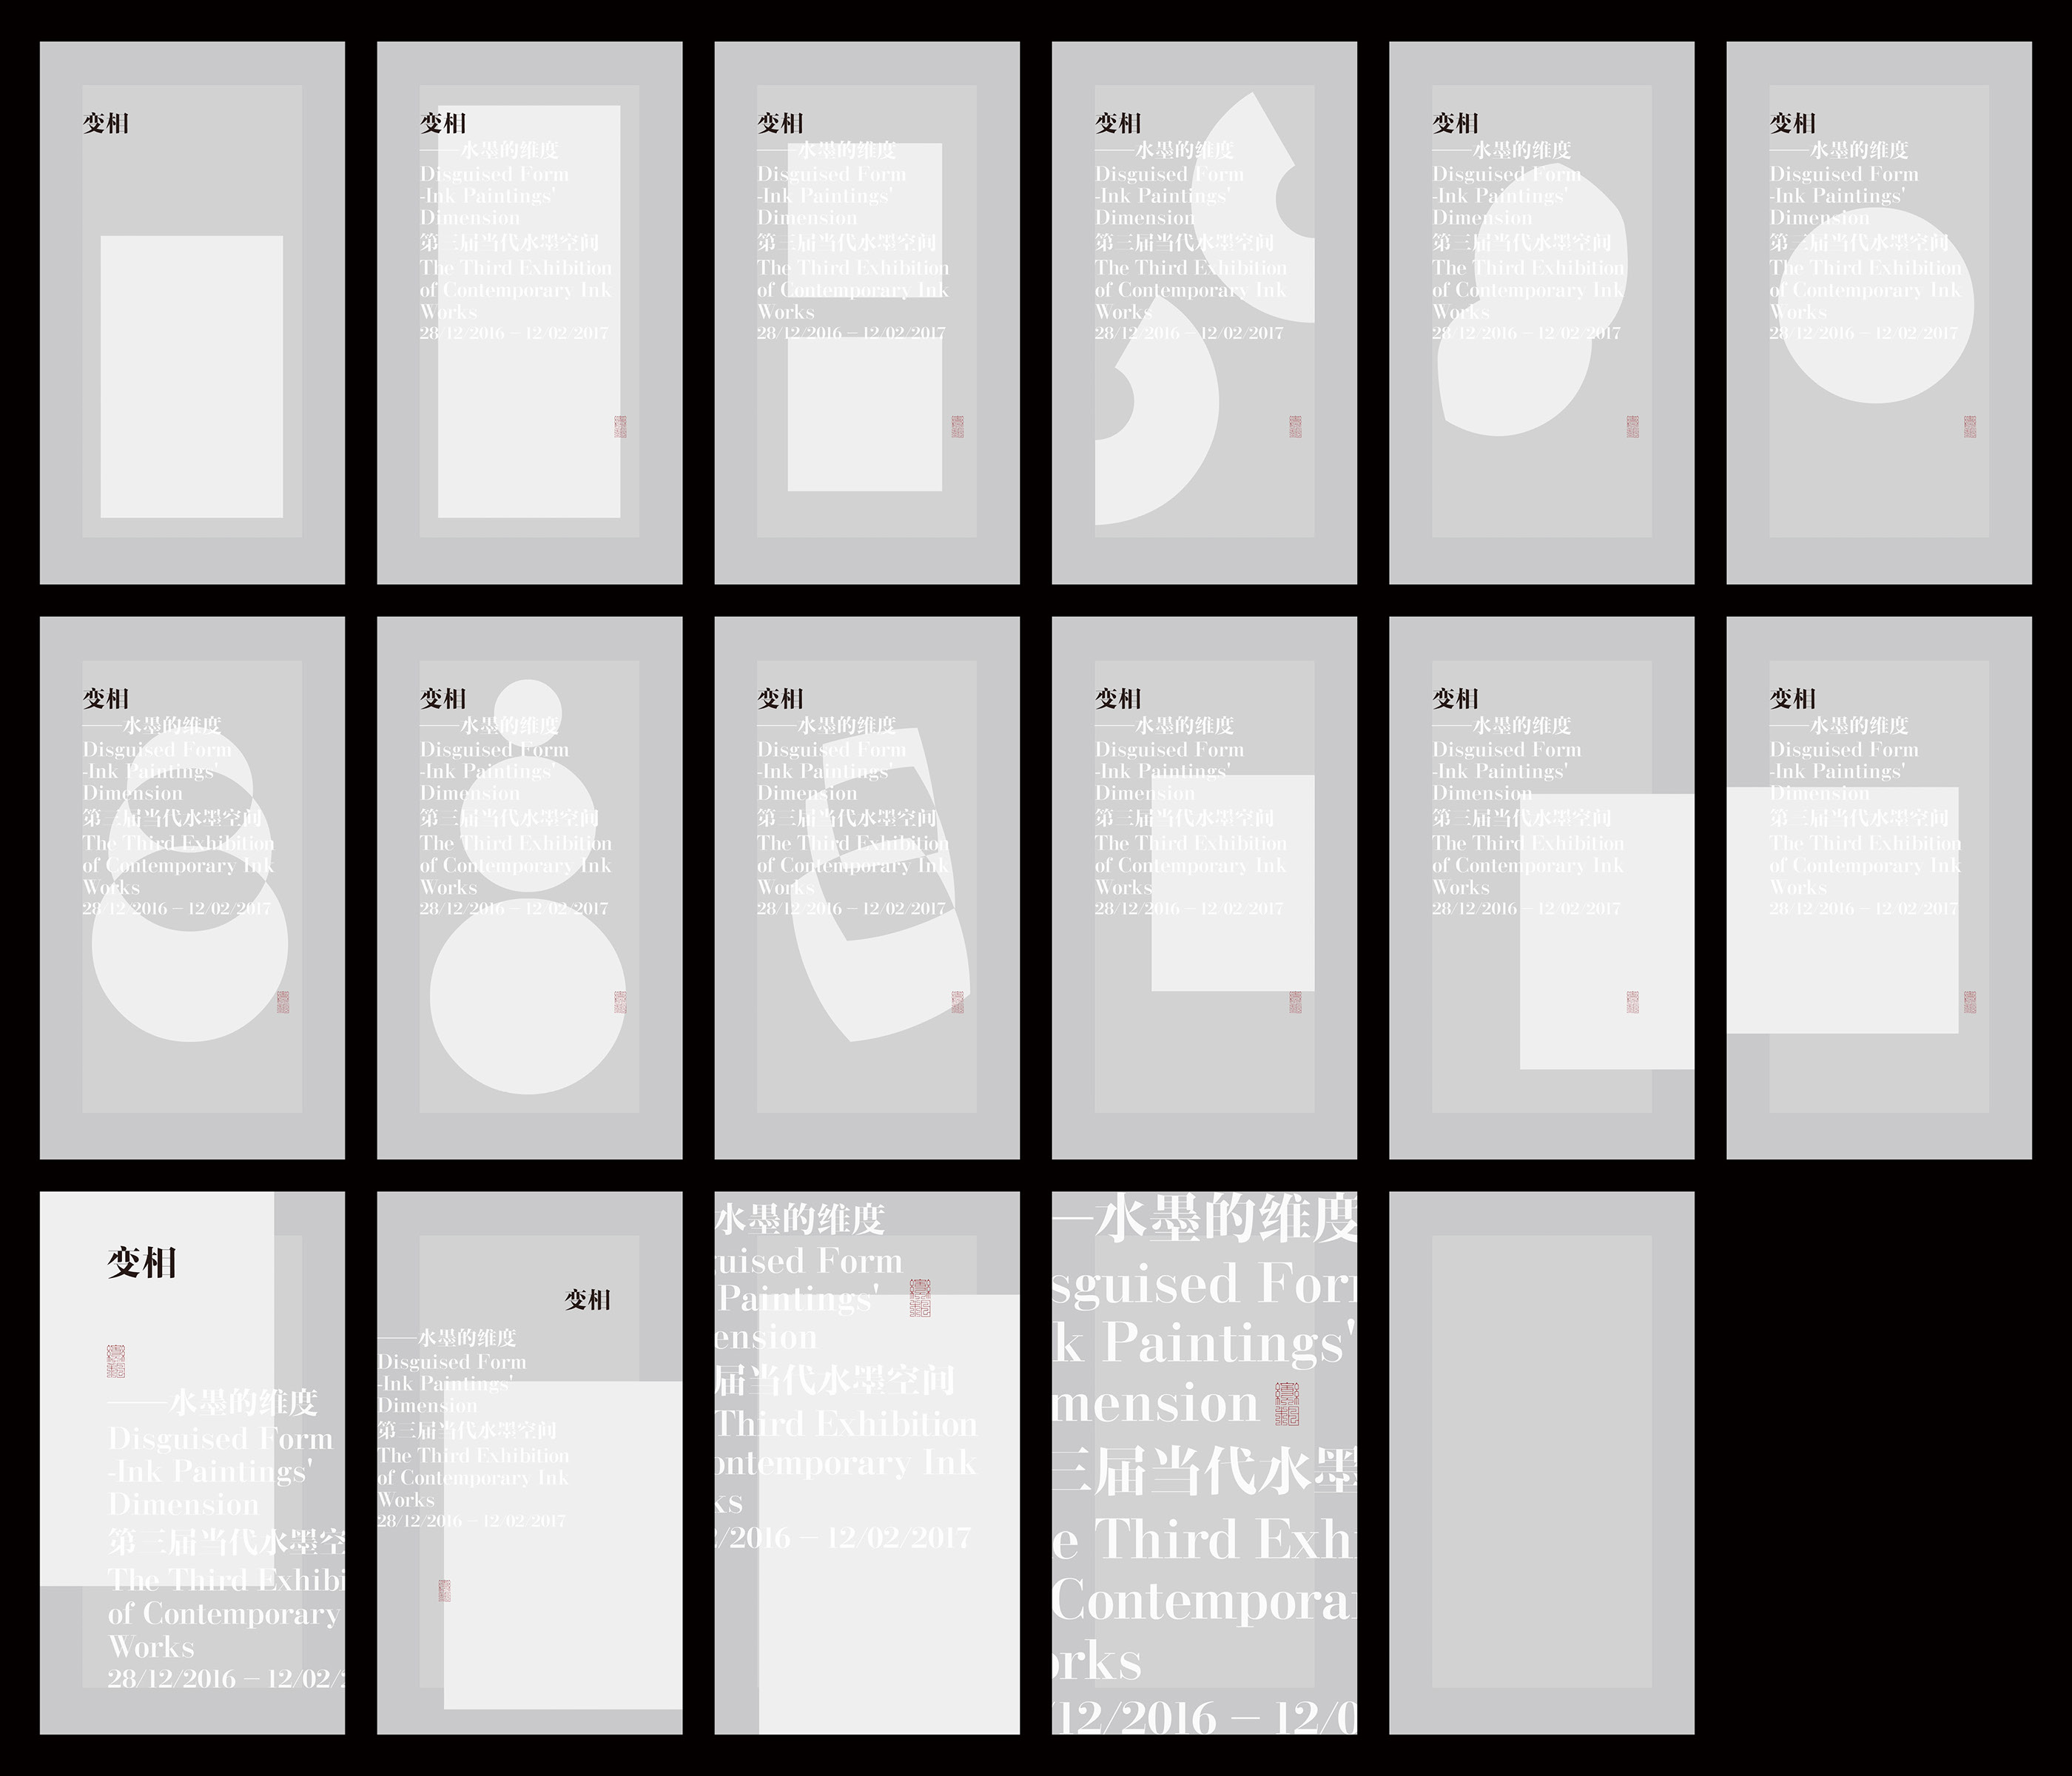 变相
变相
——水墨的维度
Disguised Form
-Ink Paintings'
Dimension
第三届当代水墨空间
The Third Exhibition
of Contemporary Ink
Works
28/12/2016 — 12/02/2017
变相
——水墨的维度
Disguised Form
-Ink Paintings'
Dimension
第三届当代水墨空间
The Third Exhibition
of Contemporary Ink
Works
28/12/2016 — 12/02/2017
变相
——水墨的维度
Disguised Form
-Ink Paintings'
Dimension
第三届当代水墨空间
The Third Exhibition
of Contemporary Ink
Works
28/12/2016 — 12/02/2017
变相
——水墨的维度
Disguised Form
-Ink Paintings'
Dimension
第三届当代水墨空间
The Third Exhibition
of Contemporary Ink
Works
28/12/2016 — 12/02/2017
变相
——水墨的维度
Disguised Form
-Ink Paintings'
Dimension
第三届当代水墨空间
The Third Exhibition
of Contemporary Ink
Works
28/12/2016 — 12/02/2017
变相
——水墨的维度
Disguised Form
-Ink Paintings'
Dimension
第三届当代水墨空间
The Third Exhibition
of Contemporary Ink
Works
28/12/2016 — 12/02/2017
变相
——水墨的维度
Disguised Form
-Ink Paintings'
Dimension
第三届当代水墨空间
The Third Exhibition
of Contemporary Ink
Works
28/12/2016 — 12/02/2017
变相
——水墨的维度
Disguised Form
-Ink Paintings'
Dimension
第三届当代水墨空间
The Third Exhibition
of Contemporary Ink
Works
28/12/2016 — 12/02/2017
变相
——水墨的维度
Disguised Form
-Ink Paintings'
Dimension
第三届当代水墨空间
The Third Exhibition
of Contemporary Ink
Works
28/12/2016 — 12/02/2017
变相
——水墨的维度
Disguised Form
-Ink Paintings'
Dimension
第三届当代水墨空间
The Third Exhibition
of Contemporary Ink
Works
28/12/2016 — 12/02/2017
变相
——水墨的维度
Disguised Form
-Ink Paintings'
Dimension
第三届当代水墨空间
The Third Exhibition
of Contemporary Ink
Works
28/12/2016 — 12/02/2017
变相
——水墨的维度
Disguised Form
-Ink Paintings'
Dimension
第三届当代水墨空
The Third Exhibi
of Contemporary
Works
28/12/2016 — 12/02/2
变相
——水墨的维度
Disguised Form
-Ink Paintings'
Dimension
第三届当代水墨空间
The Third Exhibition
of Contemporary Ink
Works
28/12/2016 — 12/02/2017
水墨的维度
uised Form
Paintings'
ension
届当代水墨空间
Third Exhibition
ontemporary Ink
ks
/2016 — 12/02/2017
—水墨的维度
sguised For
k Paintings'
mension
三届当代水墨
e Third Exh
Contempora
orks
/12/2016 — 12/0